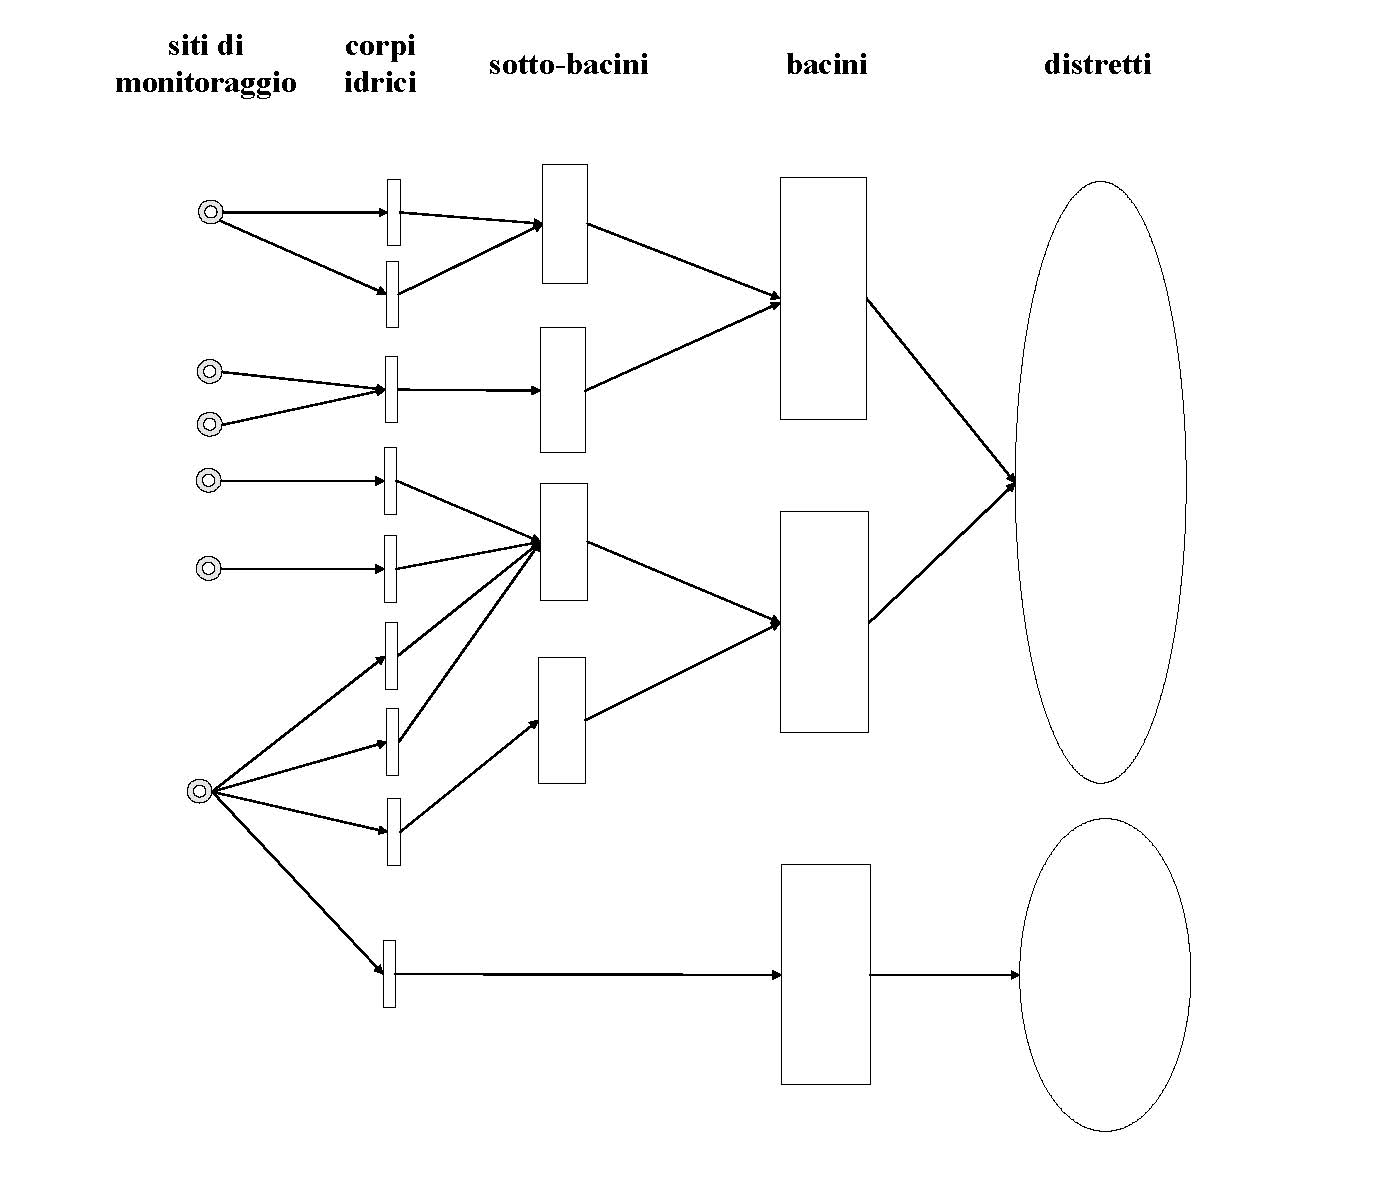 siti di
monitoraggio
corpi
idrici
sotto-bacini
bacini
distretti